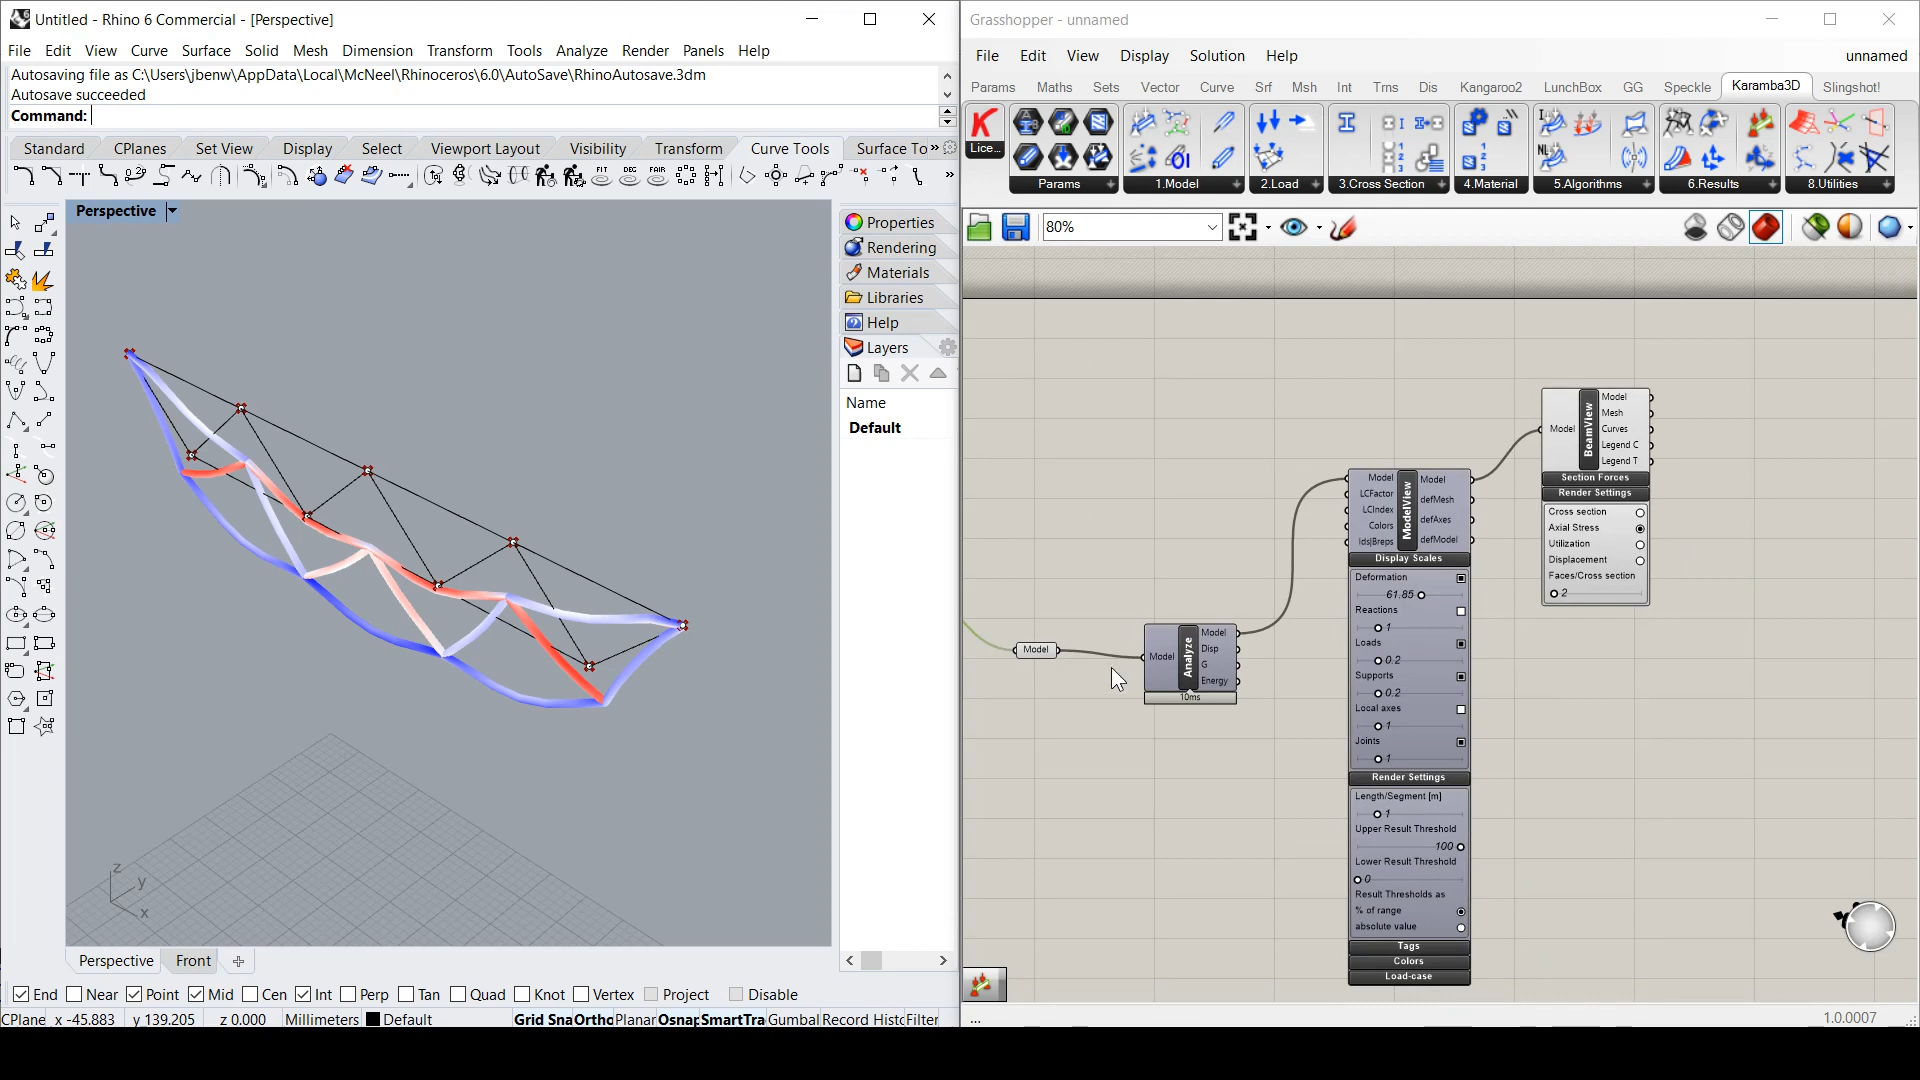 Untitled - Rhino 6 Commercial - [Perspective]
File Edit View Curve Surface Solid Mesh Dimension Transform Tools Analyze Render Panels Help
Autosaving file as C:\Users\jbenw\AppData\Local\McNeel\Rhinoceros\6.0\AutoSave\RhinoAutosave.3dm
Autosave succeeded
Command:
Standard CPlanes Set View Display Select Viewport Layout Visibility Transform Curve Tools Surface To »
FIT DEG FAIR »
Perspective
Properties
Rendering
Materials
Libraries
Help
Layers
Name
Default
z
y
x
Perspective Front
End Near Point Mid Cen Int Perp Tan Quad Knot Vertex Project Disable
CPlane x -45.883 y 139.205 z 0.000 Millimeters Default Grid Sna Ortho Planar Osnap SmartTra Gumbal Record Histo Filter
Grasshopper - unnamed
File Edit View Display Solution Help unnamed
Params Maths Sets Vector Curve Srf Msh Int Trns Dis Kangaroo2 LunchBox GG Speckle Karamba3D Slingshot!
Lice...
Params 1.Model 2.Load 3.Cross Section 4.Material 5.Algorithms 6.Results 8.Utilities
80%
Model
Model
Analyze
Model
Disp
G
Energy
10ms
Model
LCFactor
LCIndex
Colors
Ids|Breps
ModelView
Model
defMesh
defAxes
defModel
Display Scales
Deformation
61.85
Reactions
1
Loads
0.2
Supports
0.2
Local axes
1
Joints
1
Render Settings
Length/Segment [m]
1
Upper Result Threshold
100
Lower Result Threshold
0
Result Thresholds as
% of range
absolute value
Tags
Colors
Load-case
Model
BeamView
Model
Mesh
Curves
Legend C
Legend T
Section Forces
Render Settings
Cross section
Axial Stress
Utilization
Displacement
Faces/Cross section
2
...
1.0.0007